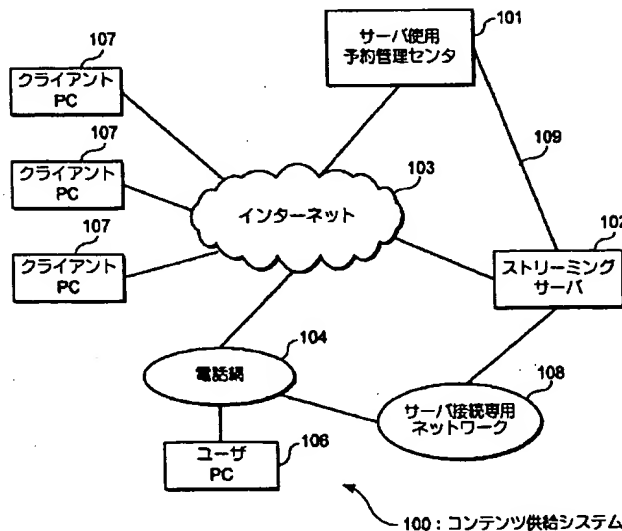 101
サーバ使用
予約管理センタ
107
クライアント
PC
109
107
クライアント
PC
103
インターネット
107
クライアント
PC
102
ストリーミング
サーバ
104
電話網
108
サーバ接続専用
ネットワーク
106
ユーザ
PC
100：コンテンツ供給システム